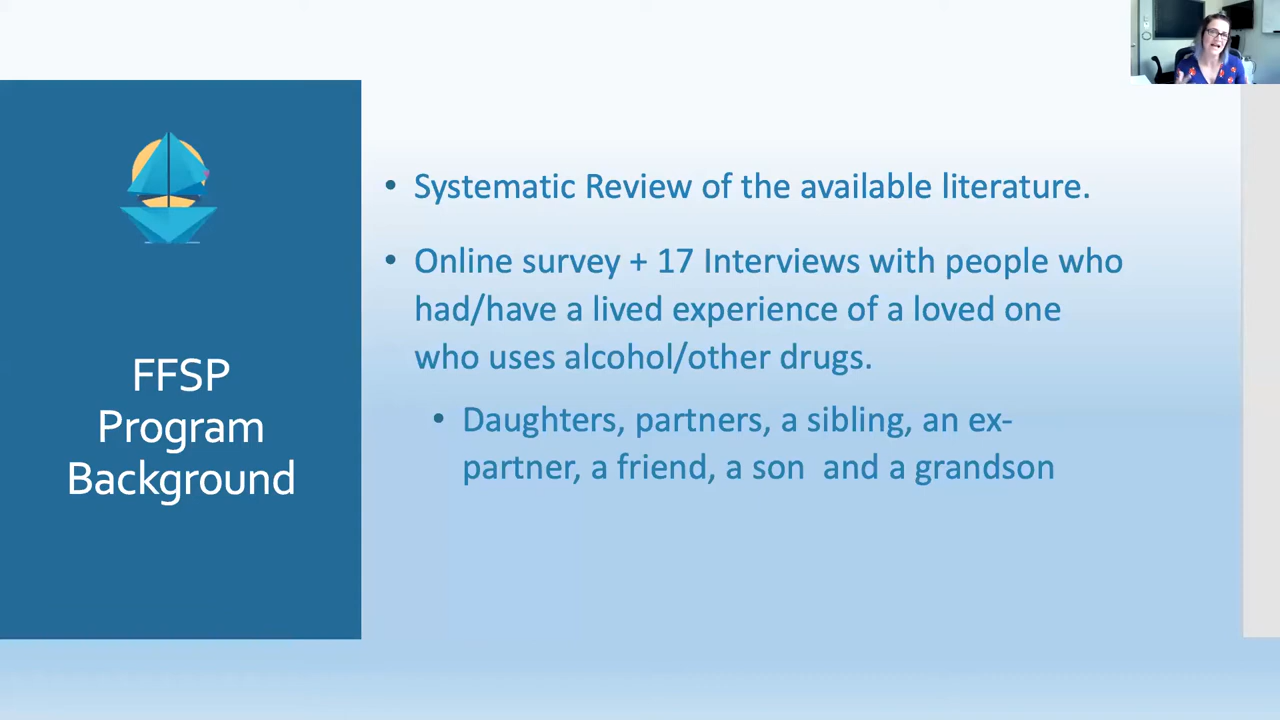 FFSP
Program
Background
• Systematic Review of the available literature.
• Online survey + 17 Interviews with people who
had/have a lived experience of a loved one
who uses alcohol/other drugs.
• Daughters, partners, a sibling, an ex-
partner, a friend, a son  and a grandson